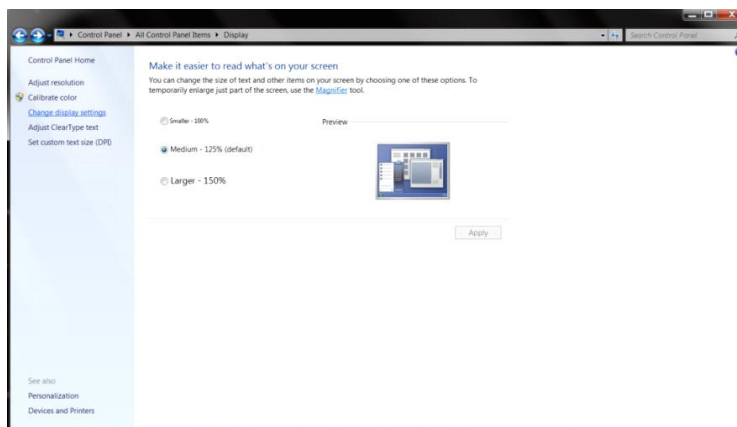 Control Panel ▸ All Control Panel Items ▸ Display
Search Control Panel
Control Panel Home
Adjust resolution
Calibrate color
Change display settings
Adjust ClearType text
Set custom text size (DPI)
See also
Personalization
Devices and Printers
Make it easier to read what's on your screen
You can change the size of text and other items on your screen by choosing one of these options. To
temporarily enlarge just part of the screen, use the Magnifier tool.
Smaller - 100%
Preview
Medium - 125% (default)
Larger - 150%
Apply